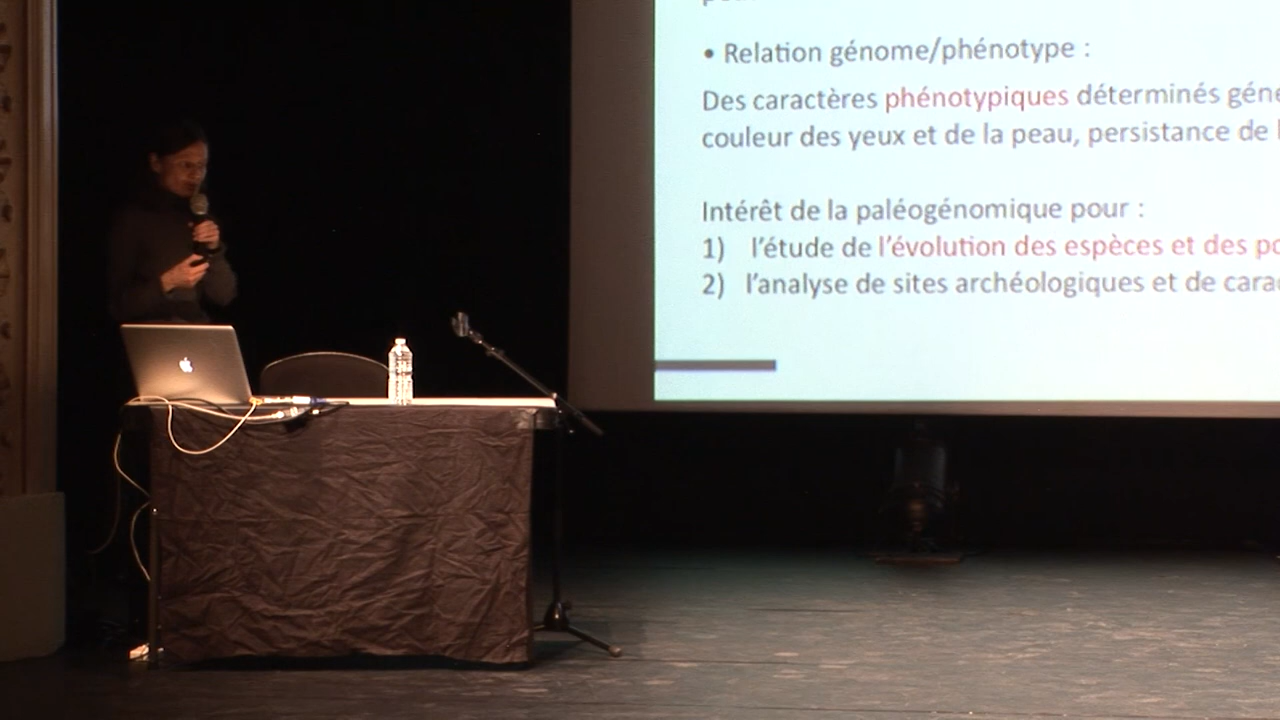 • Relation génome/phénotype :
Des caractères phénotypiques déterminés
couleur des yeux et de la peau, persistance de
Intérêt de la paléogénomique pour :
1) l'étude de l'évolution des espèces et des
2) l'analyse de sites archéologiques et de